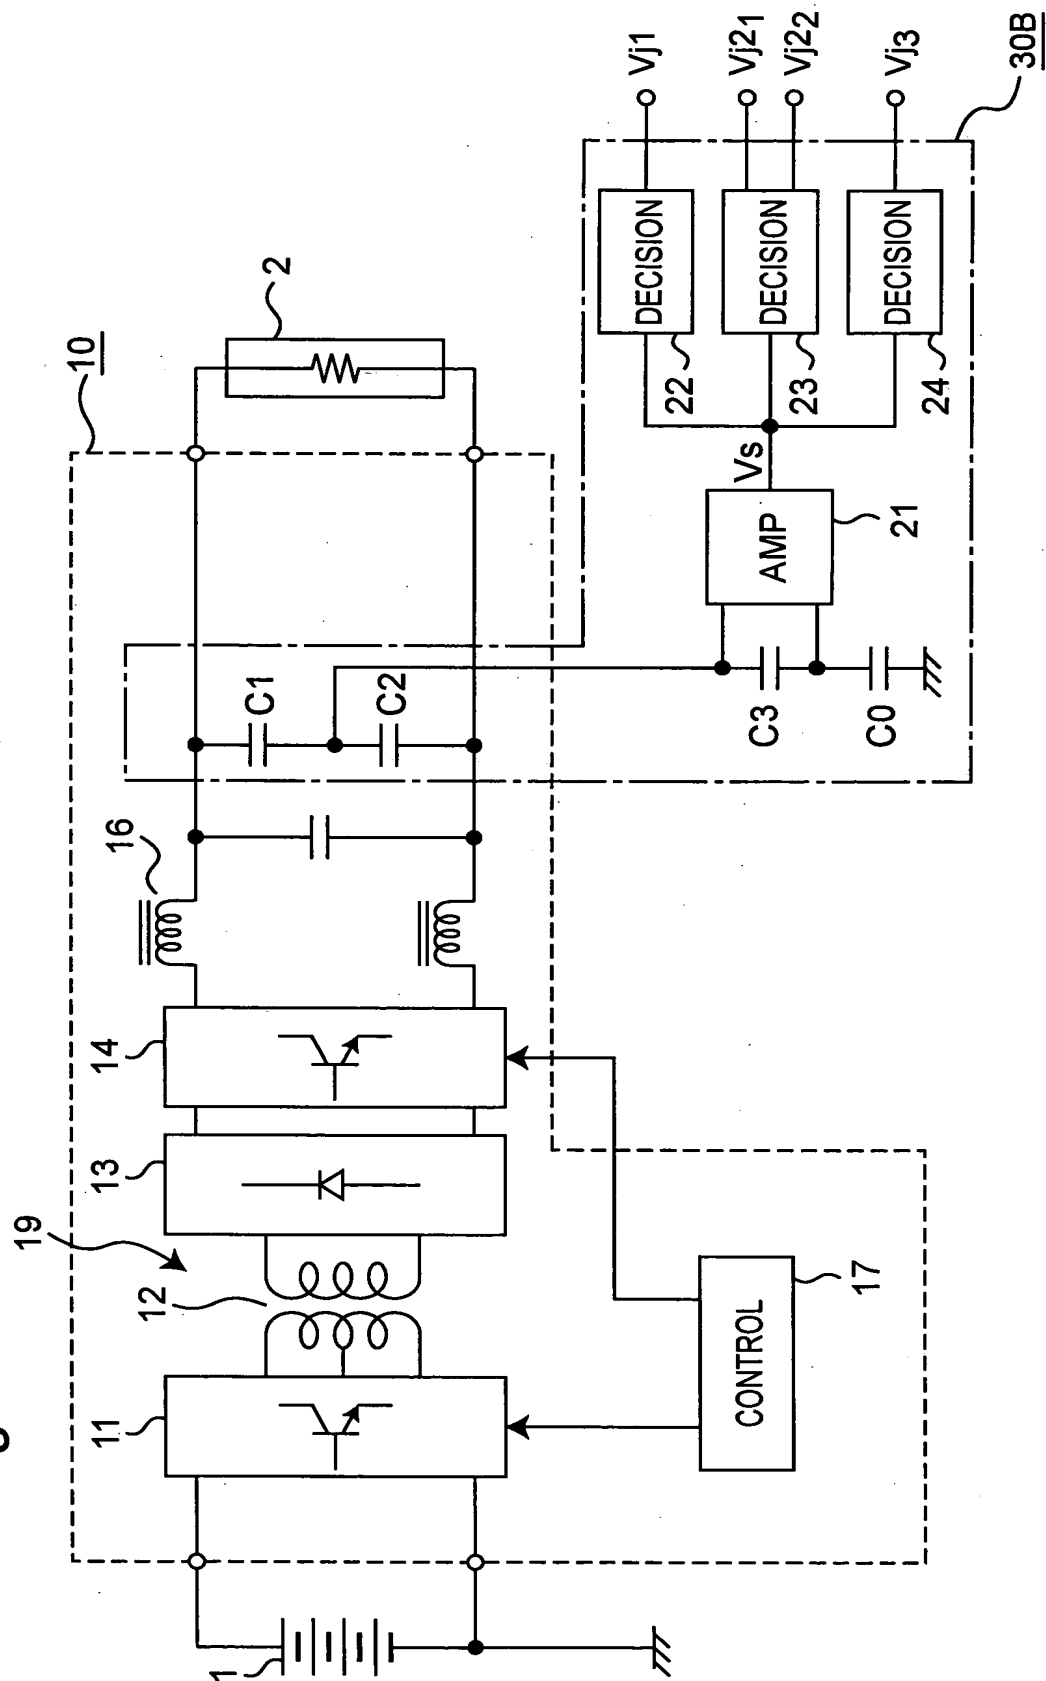 10
16
2
C1
C2
14
13
19
12
11
1
17
CONTROL
C3
C0
AMP
21
Vs
22
DECISION
23
DECISION
24
DECISION
Vj1
Vj21
Vj22
Vj3
30B